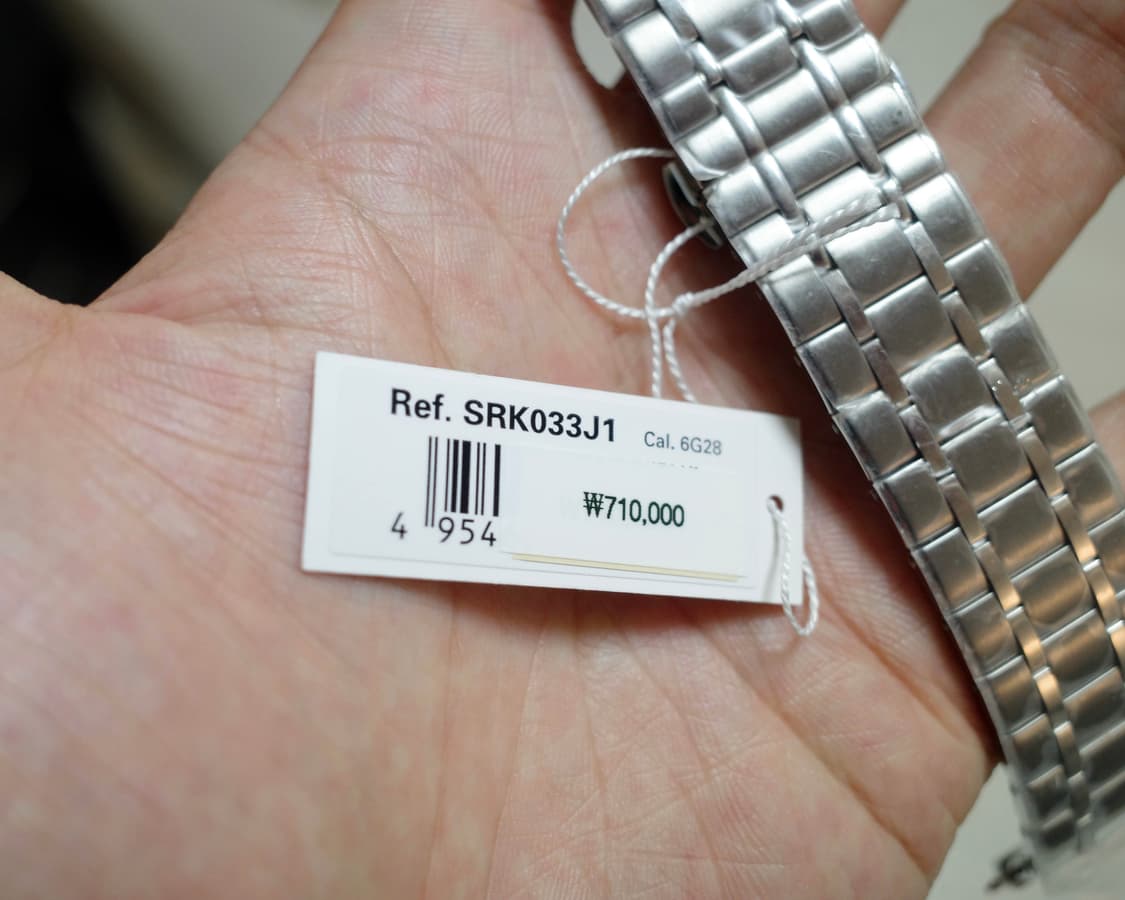 Ref. SRK033J1 Cal. 6G28
₩710,000
4 954